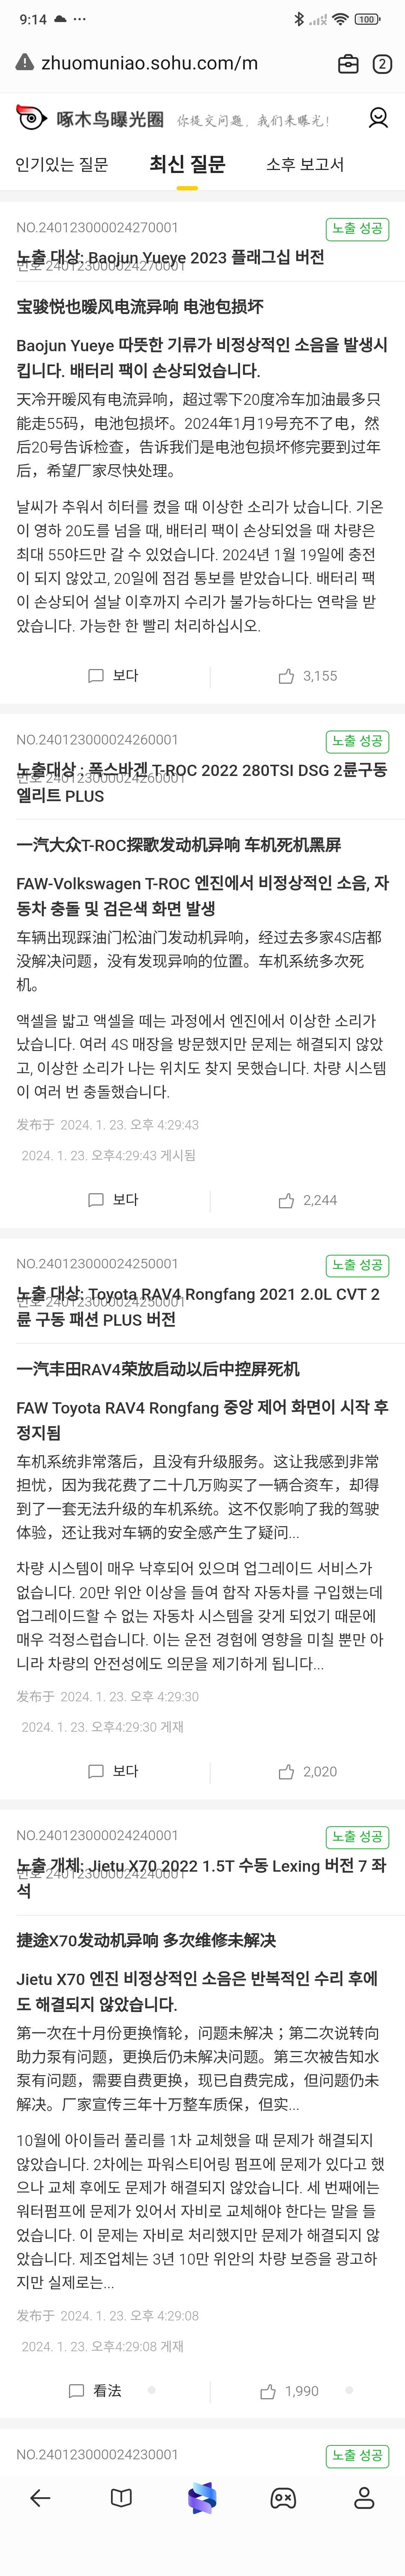 9:14
100
zhuomuniao.sohu.com/m
2
啄木鸟曝光圈 你提交问题,我们来曝光!
인기있는 질문 최신 질문 소후 보고서
NO.240123000024270001
노출 성공
노출 대상: Baojun Yueye 2023 플래그십 버전
번호 240123000024270001
宝骏悦也暖风电流异响 电池包损坏
Baojun Yueye 따뜻한 기류가 비정상적인 소음을 발생시
킵니다. 배터리 팩이 손상되었습니다.
天冷开暖风有电流异响，超过零下20度冷车加油最多只
能走55码，电池包损坏。2024年1月19号充不了电，然
后20号告诉检查，告诉我们是电池包损坏修完要到过年
后，希望厂家尽快处理。
날씨가 추워서 히터를 켰을 때 이상한 소리가 났습니다. 기온
이 영하 20도를 넘을 때, 배터리 팩이 손상되었을 때 차량은
최대 55야드만 갈 수 있었습니다. 2024년 1월 19일에 충전
이 되지 않았고, 20일에 점검 통보를 받았습니다. 배터리 팩
이 손상되어 설날 이후까지 수리가 불가능하다는 연락을 받
았습니다. 가능한 한 빨리 처리하십시오.
보다 3,155
NO.240123000024260001
노출 성공
노출대상 : 폭스바겐 T-ROC 2022 280TSI DSG 2륜구동
번호 240123000024260001
엘리트 PLUS
一汽大众T-ROC探歌发动机异响 车机死机黑屏
FAW-Volkswagen T-ROC 엔진에서 비정상적인 소음, 자
동차 충돌 및 검은색 화면 발생
车辆出现踩油门松油门发动机异响，经过去多家4S店都
没解决问题，没有发现异响的位置。车机系统多次死
机。
액셀을 밟고 액셀을 떼는 과정에서 엔진에서 이상한 소리가
났습니다. 여러 4S 매장을 방문했지만 문제는 해결되지 않았
고, 이상한 소리가 나는 위치도 찾지 못했습니다. 차량 시스템
이 여러 번 충돌했습니다.
发布于 2024. 1. 23. 오후 4:29:43
2024. 1. 23. 오후4:29:43 게시됨
보다 2,244
NO.240123000024250001
노출 성공
노출 대상: Toyota RAV4 Rongfang 2021 2.0L CVT 2
번호 240123000024250001
륜 구동 패션 PLUS 버전
一汽丰田RAV4荣放启动以后中控屏死机
FAW Toyota RAV4 Rongfang 중앙 제어 화면이 시작 후
정지됨
车机系统非常落后，且没有升级服务。这让我感到非常
担忧，因为我花费了二十几万购买了一辆合资车，却得
到了一套无法升级的车机系统。这不仅影响了我的驾驶
体验，还让我对车辆的安全感产生了疑问...
차량 시스템이 매우 낙후되어 있으며 업그레이드 서비스가
없습니다. 20만 위안 이상을 들여 합작 자동차를 구입했는데
업그레이드할 수 없는 자동차 시스템을 갖게 되었기 때문에
매우 걱정스럽습니다. 이는 운전 경험에 영향을 미칠 뿐만 아
니라 차량의 안전성에도 의문을 제기하게 됩니다...
发布于 2024. 1. 23. 오후 4:29:30
2024. 1. 23. 오후4:29:30 게재
보다 2,020
NO.240123000024240001
노출 성공
노출 개체: Jietu X70 2022 1.5T 수동 Lexing 버전 7 좌
번호 240123000024240001
석
捷途X70发动机异响 多次维修未解决
Jietu X70 엔진 비정상적인 소음은 반복적인 수리 후에
도 해결되지 않았습니다.
第一次在十月份更换惰轮，问题未解决；第二次说转向
助力泵有问题，更换后仍未解决问题。第三次被告知水
泵有问题，需要自费更换，现已自费完成，但问题仍未
解决。厂家宣传三年十万整车质保，但实...
10월에 아이들러 풀리를 1차 교체했을 때 문제가 해결되지
않았습니다. 2차에는 파워스티어링 펌프에 문제가 있다고 했
으나 교체 후에도 문제가 해결되지 않았습니다. 세 번째에는
워터펌프에 문제가 있어서 자비로 교체해야 한다는 말을 들
었습니다. 이 문제는 자비로 처리했지만 문제가 해결되지 않
았습니다. 제조업체는 3년 10만 위안의 차량 보증을 광고하
지만 실제로는...
发布于 2024. 1. 23. 오후 4:29:08
2024. 1. 23. 오후4:29:08 게재
看法 1,990
NO.240123000024230001
노출 성공